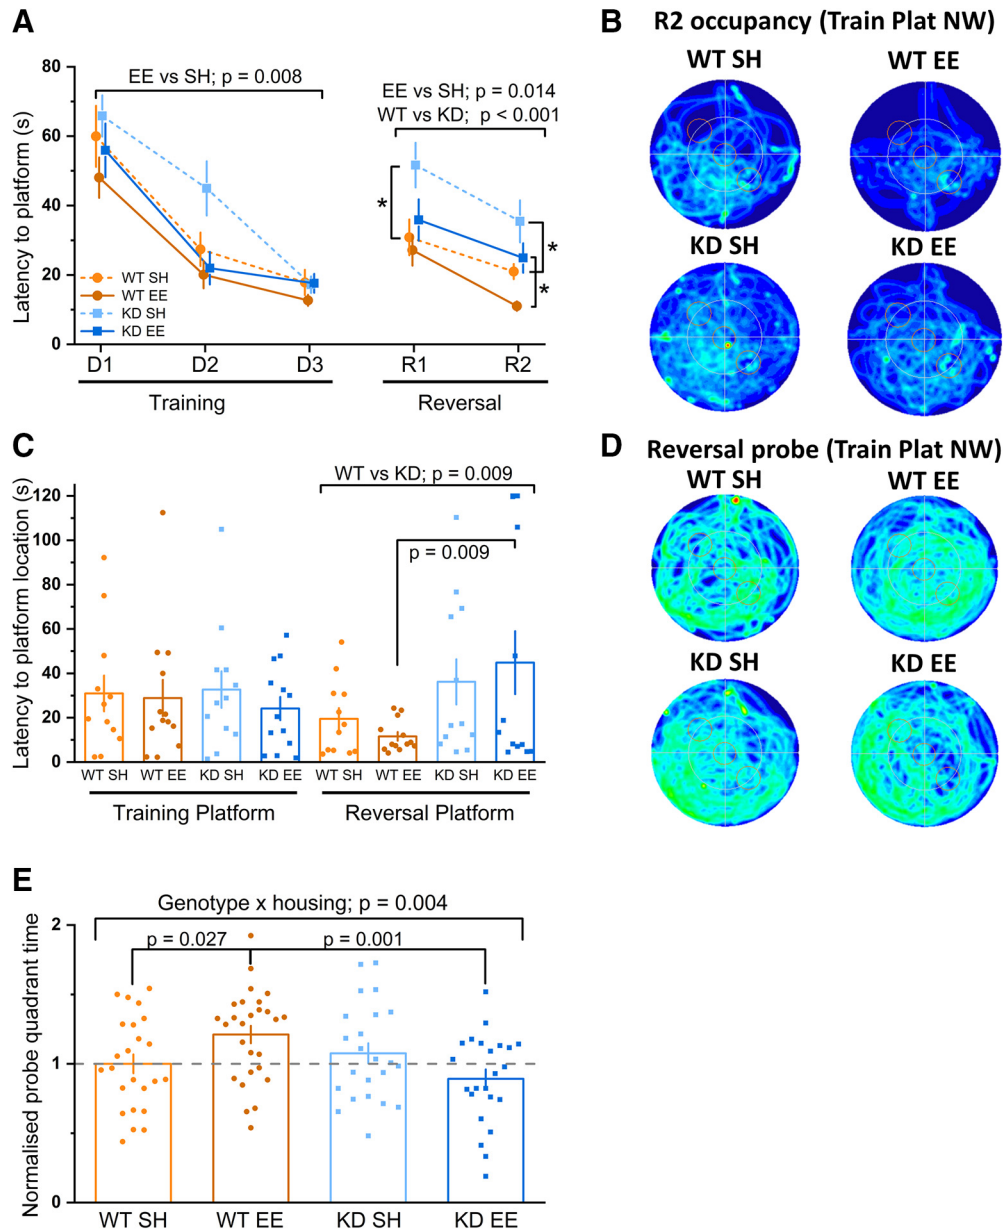 A
Latency to platform (s)
80
60
40
20
0
EE vs SH; p = 0.008
EE vs SH; p = 0.014
WT vs KD; p < 0.001
*
*
*
WT SH
WT EE
KD SH
KD EE
D1
D2
D3
R1
R2
Training
Reversal
B
R2 occupancy (Train Plat NW)
WT SH
WT EE
KD SH
KD EE
C
Latency to platform location (s)
120
100
80
60
40
20
0
WT vs KD; p = 0.009
p = 0.009
WT SH
WT EE
KD SH
KD EE
WT SH
WT EE
KD SH
KD EE
Training Platform
Reversal Platform
D
Reversal probe (Train Plat NW)
WT SH
WT EE
KD SH
KD EE
E
Normalised probe quadrant time
2
1
0
Genotype x housing; p = 0.004
p = 0.027
p = 0.001
WT SH
WT EE
KD SH
KD EE